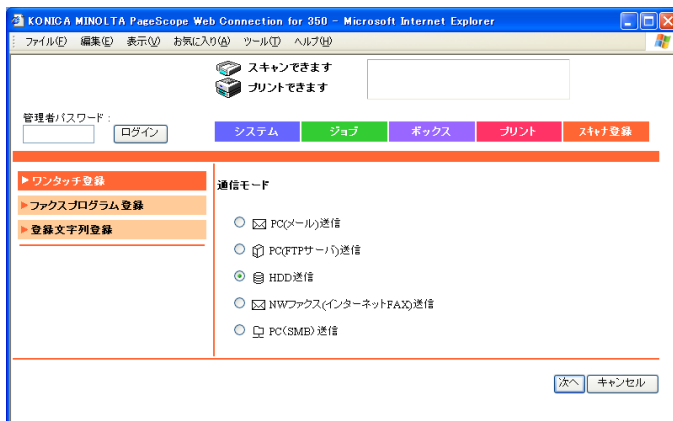 KONICA MINOLTA PageScope Web Connection for 350 - Microsoft Internet Explorer
ファイル(F) 編集(E) 表示(V) お気に入り(A) ツール(T) ヘルプ(H)
スキャンできます
プリントできます
管理者パスワード:
ログイン
システム ジョブ ボックス プリント スキャナ登録
ワンタッチ登録
ファクスプログラム登録
登録文字列登録
通信モード
PC(メール)送信
PC(FTPサーバ)送信
HDD送信
NWファクス(インターネットFAX)送信
PC(SMB)送信
次へ キャンセル